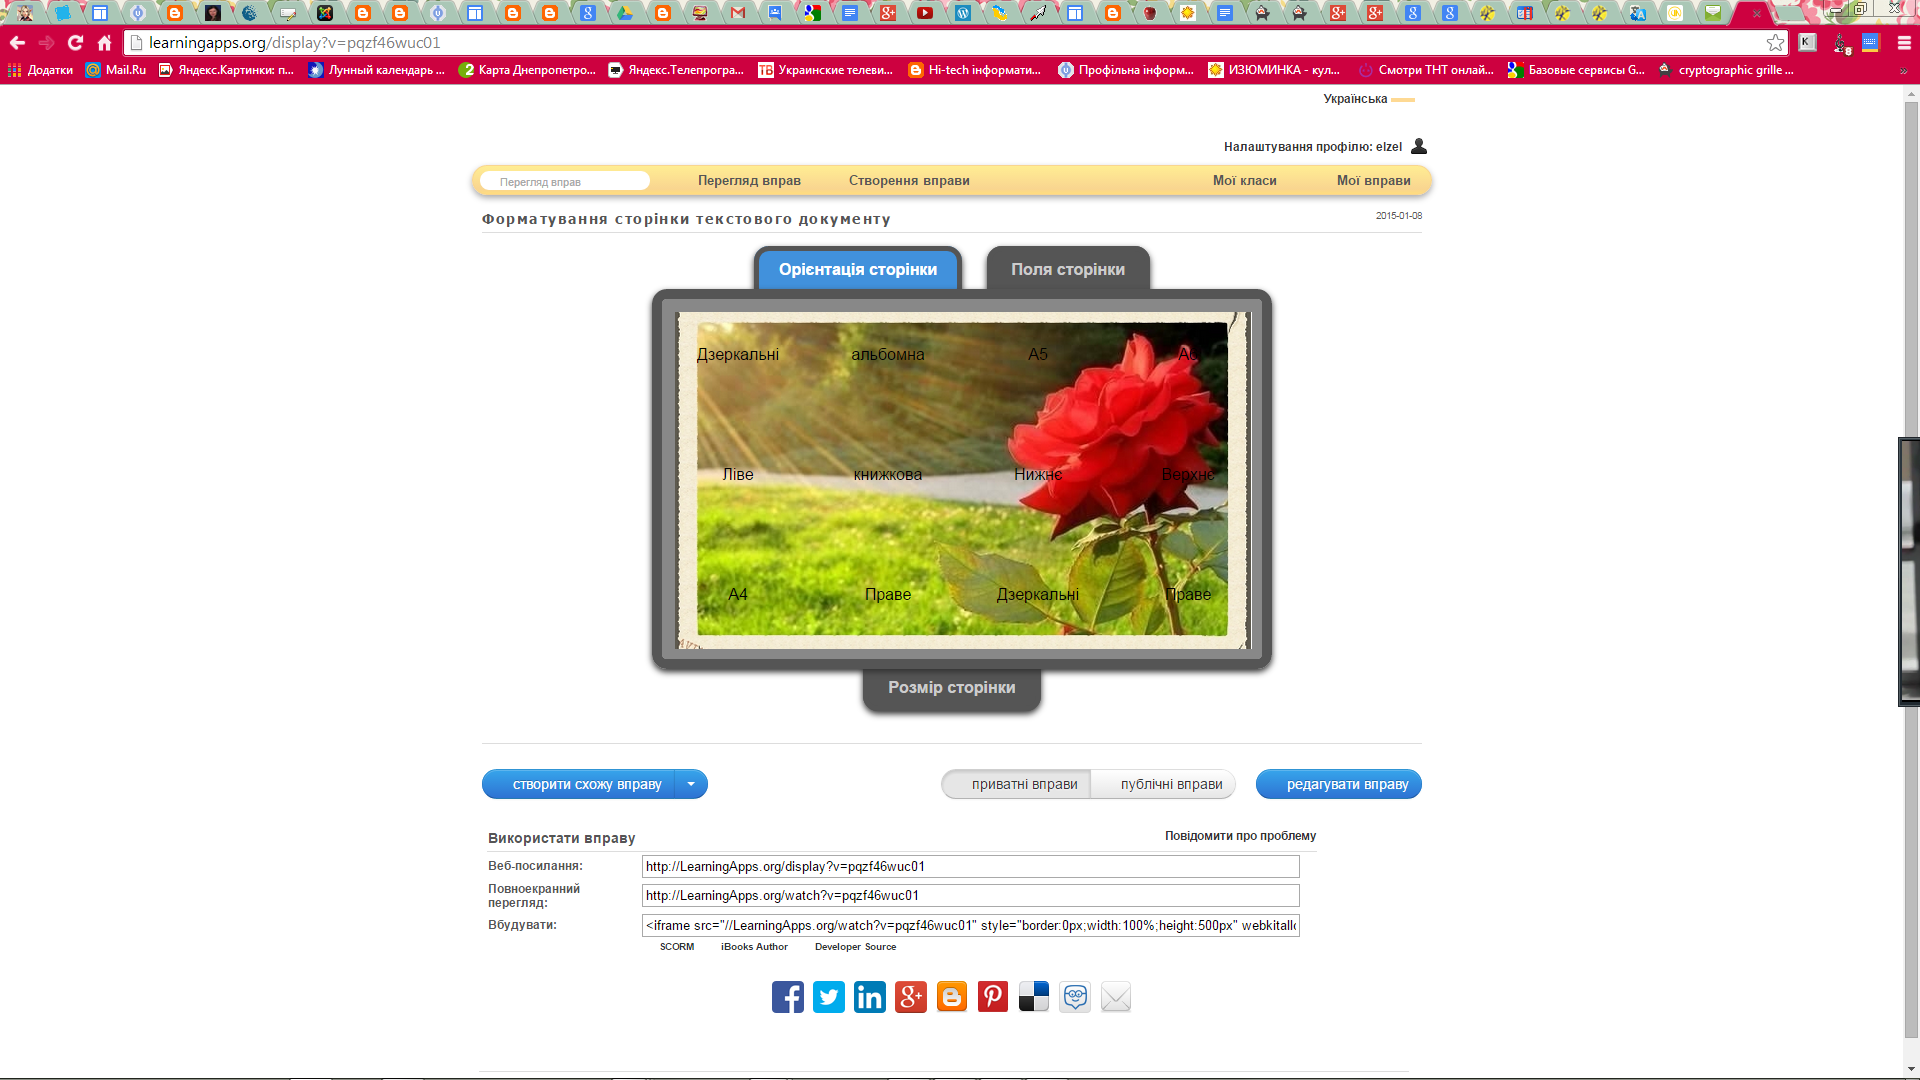 learningapps.org/display?v=pqzf46wuc01
Додатки Mail.Ru Яндекс.Картинки: п... Лунный календарь ... Карта Днепропетро... Яндекс.Телепрогра... Украинские телеви... Hi-tech інформати... Профільна інформ... ИЗЮМИНКА - кул... Смотри ТНТ онлай... Базовые сервисы G... cryptographic grille ...
Українська
Налаштування профілю: elzel
Перегляд вправ Перегляд вправ Створення вправи Мої класи Мої вправи
Форматування сторінки текстового документу 2015-01-08
Орієнтація сторінки Поля сторінки
Дзеркальні альбомна А5
Ліве книжкова Нижнє Верхнє
А4 Праве Дзеркальні Праве
Розмір сторінки
створити схожу вправу приватні вправи публічні вправи редагувати вправу
Використати вправу Повідомити про проблему
Веб-посилання: http://LearningApps.org/display?v=pqzf46wuc01
Повноекранний
перегляд: http://LearningApps.org/watch?v=pqzf46wuc01
Вбудувати: <iframe src="//LearningApps.org/watch?v=pqzf46wuc01" style="border:0px;width:100%;height:500px" webkitallo
SCORM iBooks Author Developer Source